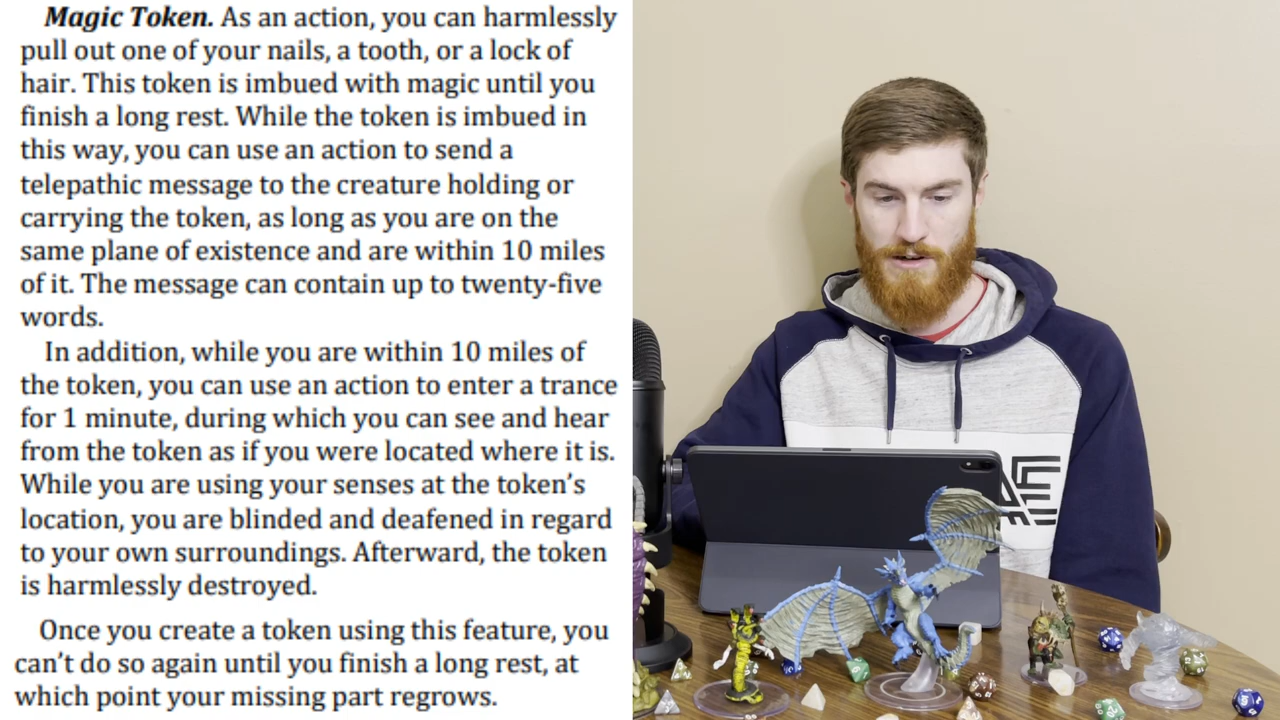 Magic Token. As an action, you can harmlessly
pull out one of your nails, a tooth, or a lock of
hair. This token is imbued with magic until you
finish a long rest. While the token is imbued in
this way, you can use an action to send a
telepathic message to the creature holding or
carrying the token, as long as you are on the
same plane of existence and are within 10 miles
of it. The message can contain up to twenty-five
words.
In addition, while you are within 10 miles of
the token, you can use an action to enter a trance
for 1 minute, during which you can see and hear
from the token as if you were located where it is.
While you are using your senses at the token's
location, you are blinded and deafened in regard
to your own surroundings. Afterward, the token
is harmlessly destroyed.
Once you create a token using this feature, you
can't do so again until you finish a long rest, at
which point your missing part regrows.